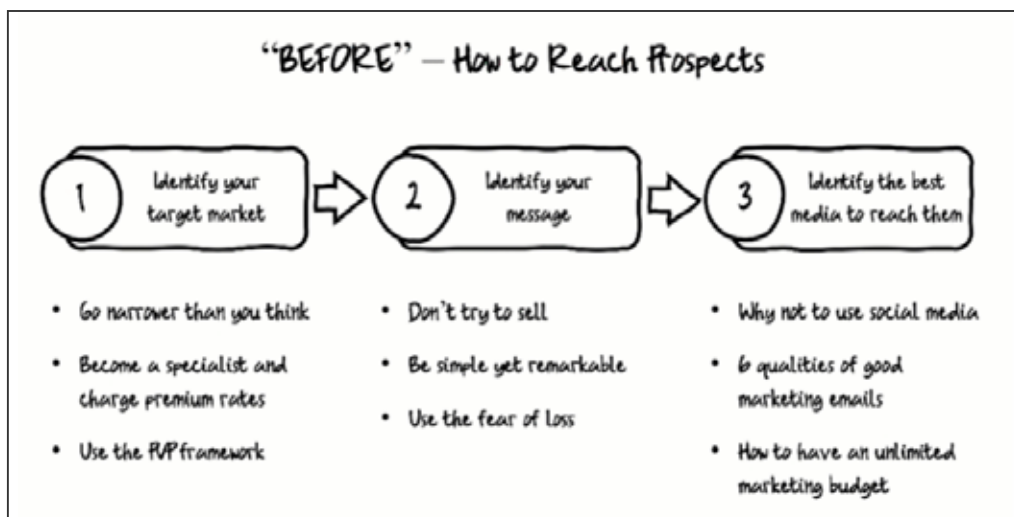 “BEFORE” – How to Reach Prospects
1
Identify your
target market
2
Identify your
message
3
Identify the best
media to reach them
• Go narrower than you think
• Become a specialist and
charge premium rates
• Use the PVP framework
• Don't try to sell
• Be simple yet remarkable
• Use the fear of loss
• Why not to use social media
• 6 qualities of good
marketing emails
• How to have an unlimited
marketing budget